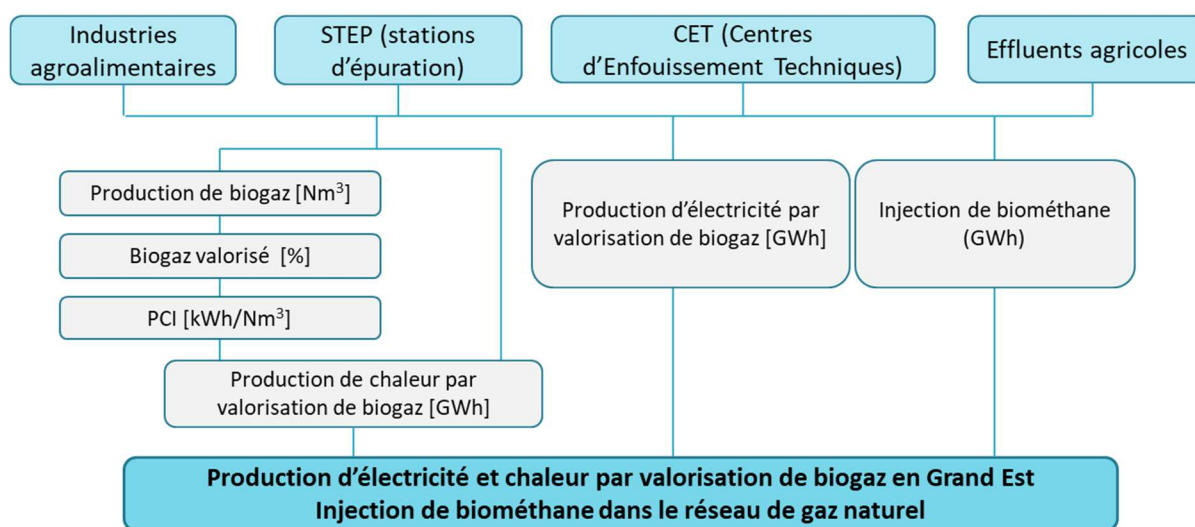 Industries
agroalimentaires
STEP (stations
d'épuration)
CET (Centres
d'Enfouissement Techniques)
Effluents agricoles
Production de biogaz [Nm³]
Biogaz valorisé [%]
PCI [kWh/Nm³]
Production de chaleur par
valorisation de biogaz [GWh]
Production d'électricité par
valorisation de biogaz [GWh]
Injection de biométhane
(GWh)
Production d'électricité et chaleur par valorisation de biogaz en Grand Est
Injection de biométhane dans le réseau de gaz naturel